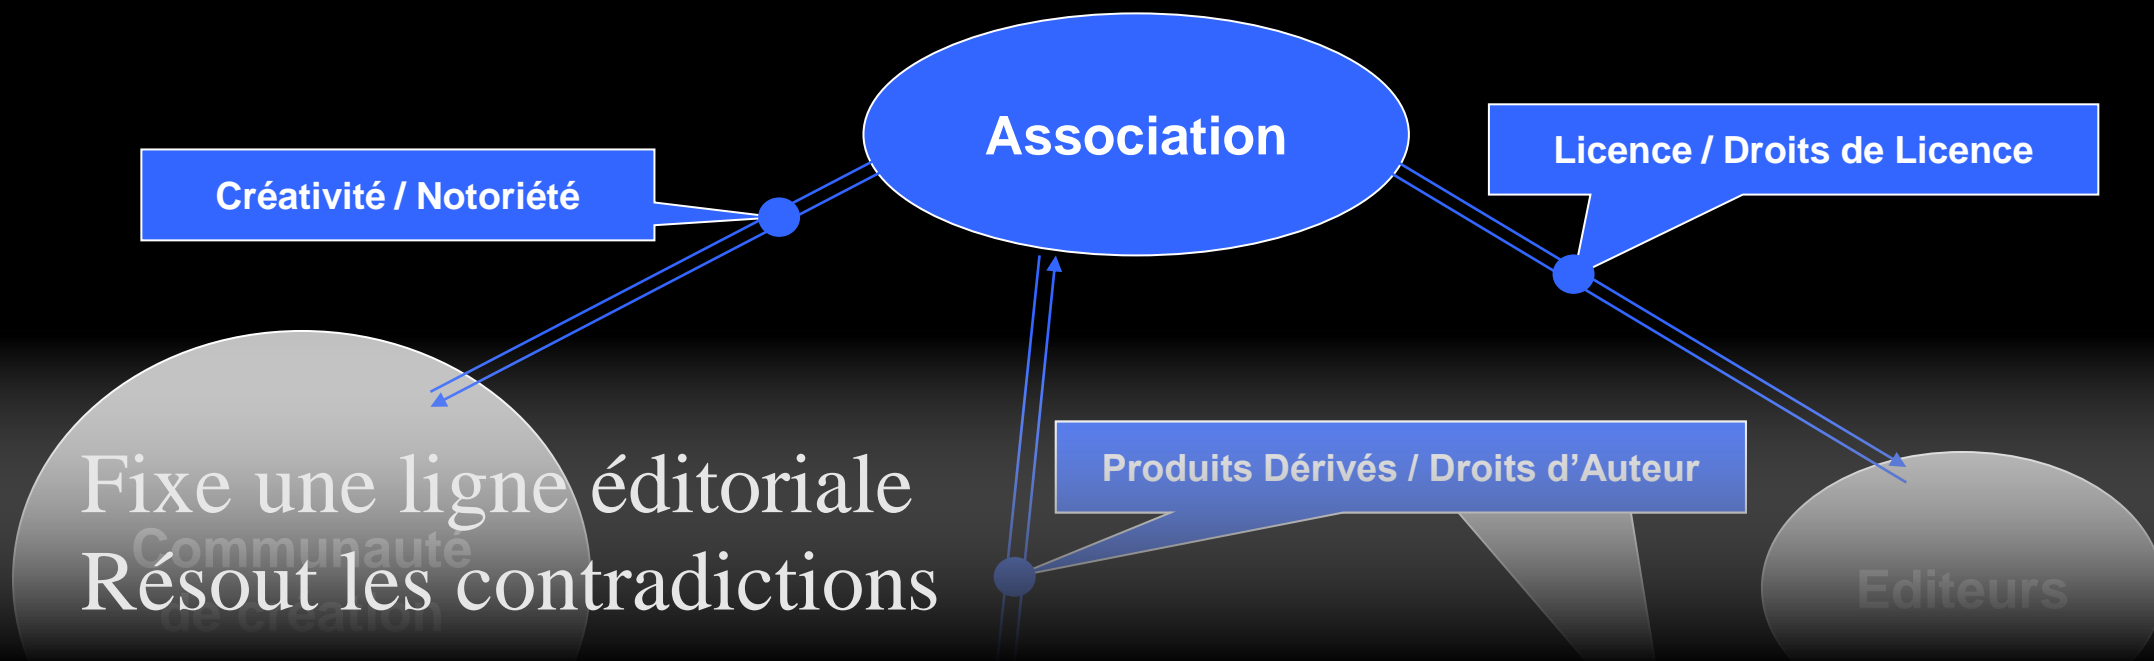 Association
Licence / Droits de Licence
Créativité / Notoriété
Produits Dérivés / Droits d’Auteur
Fixe une ligne éditoriale
Résout les contradictions
Communauté
de création
Editeurs